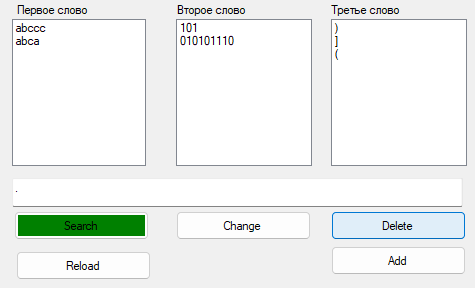 Первое слово Второе слово Третье слово
abccc 101 )
abca 010101110 ]
(
.
Search Change Delete
Reload Add